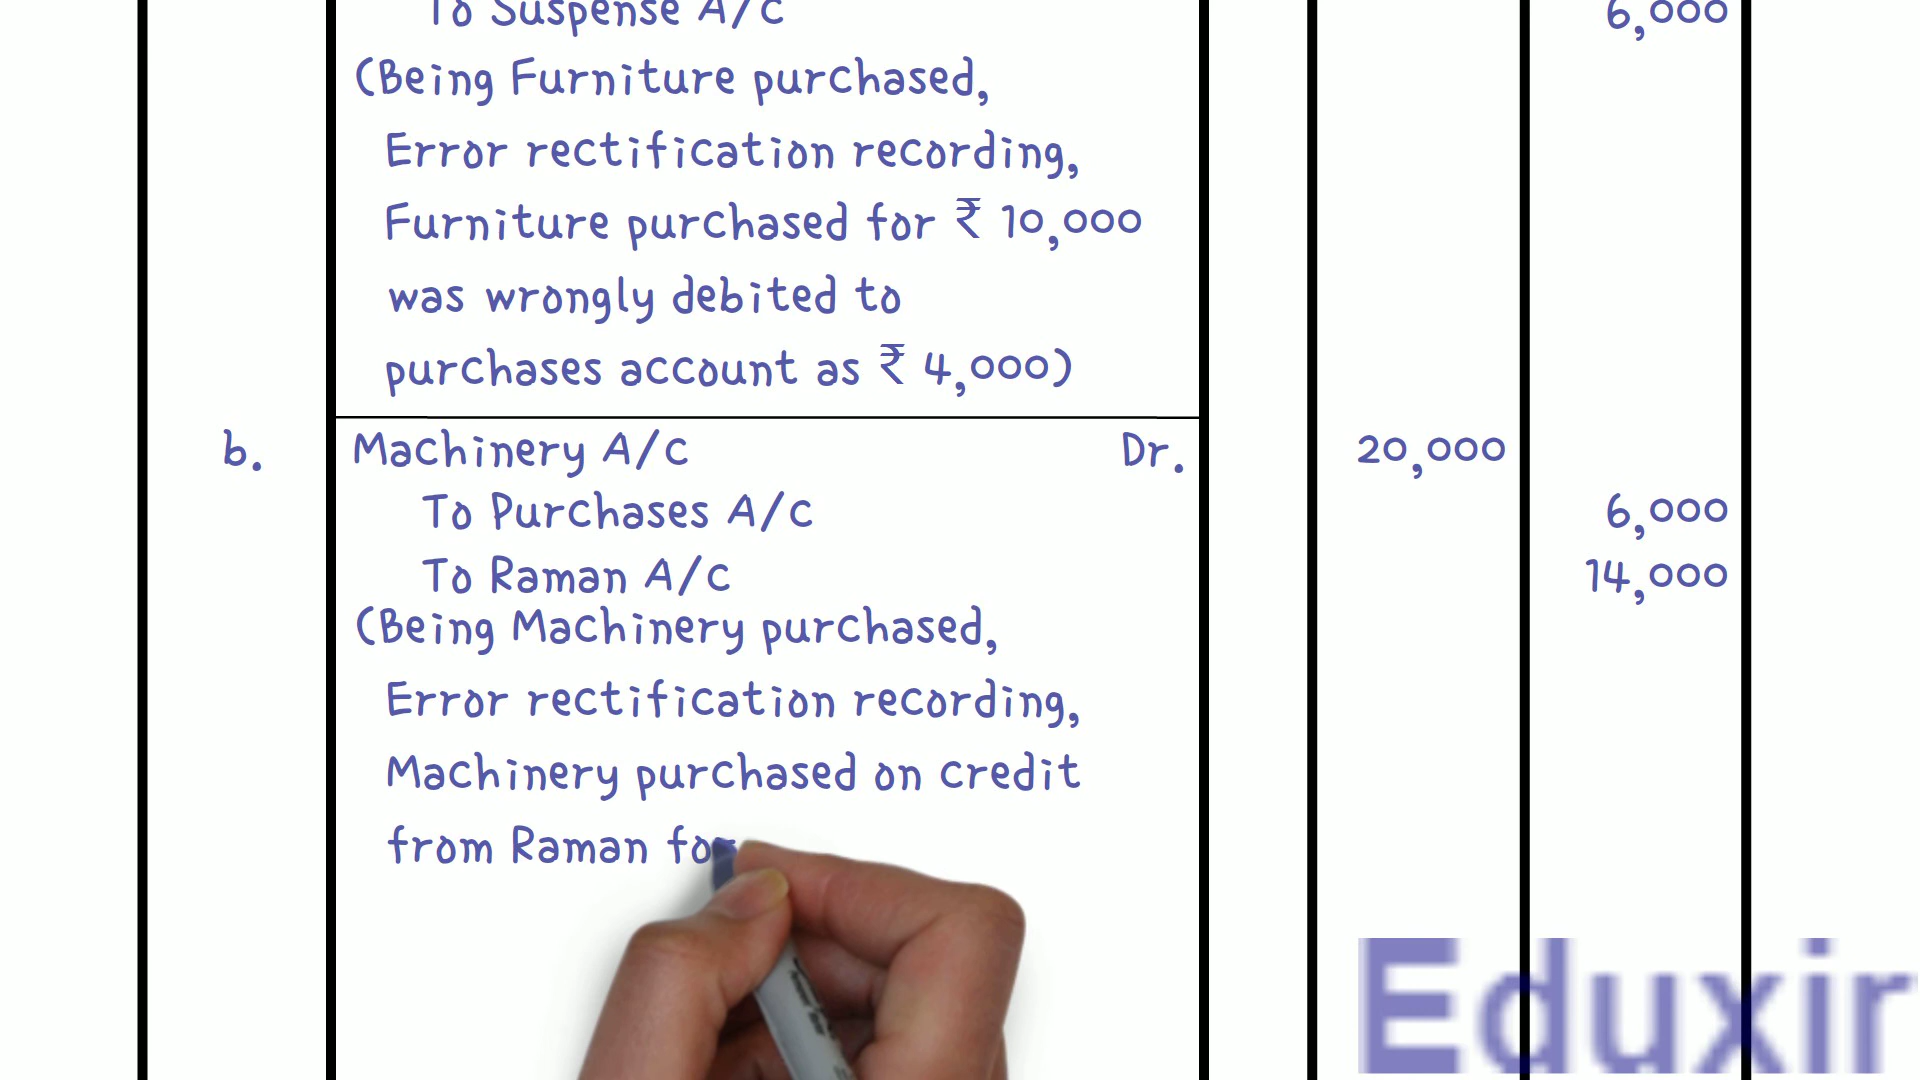 To Suspense A/c 6,000
(Being Furniture purchased,
Error rectification recording,
Furniture purchased for ₹ 10,000
was wrongly debited to
purchases account as ₹ 4,000)
b. Machinery A/c Dr. 20,000
To Purchases A/c 6,000
To Raman A/c 14,000
(Being Machinery purchased,
Error rectification recording,
Machinery purchased on credit
from Raman for